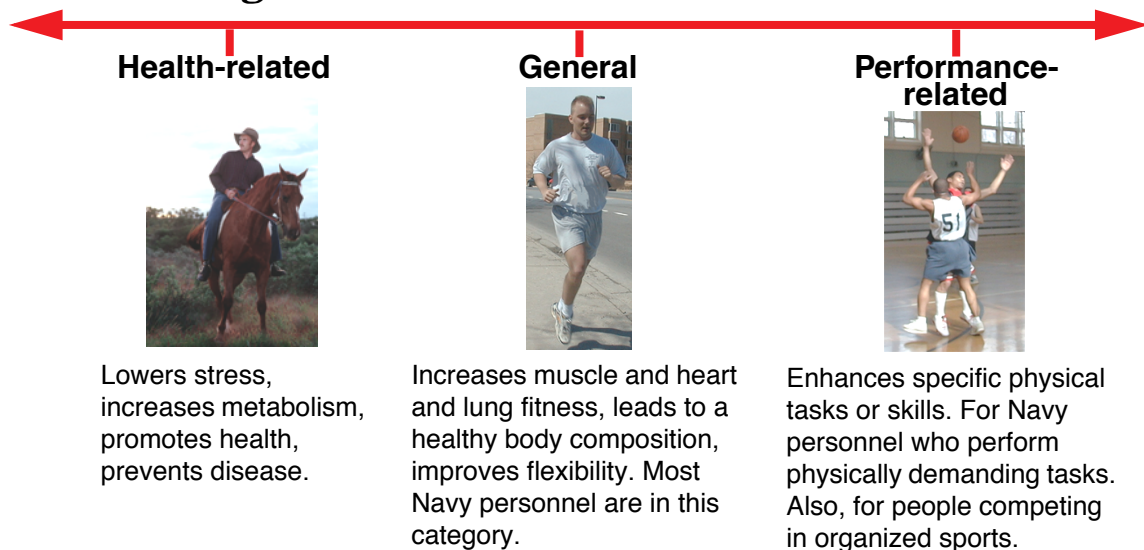 Health-related
Lowers stress,
increases metabolism,
promotes health,
prevents disease.
General
Increases muscle and heart
and lung fitness, leads to a
healthy body composition,
improves flexibility. Most
Navy personnel are in this
category.
Performance-
related
51
Enhances specific physical
tasks or skills. For Navy
personnel who perform
physically demanding tasks.
Also, for people competing
in organized sports.